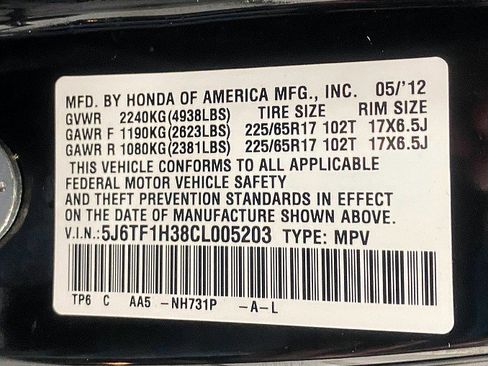 MFD. BY HONDA OF AMERICA MFG., INC. 05/'12
GVWR 2240KG(4938LBS) TIRE SIZE RIM SIZE
GAWR F 1190KG(2623LBS) 225/65R17 102T 17X6.5J
GAWR R 1080KG(2381LBS) 225/65R17 102T 17X6.5J
THIS VEHICLE CONFORMS TO ALL APPLICABLE
FEDERAL MOTOR VEHICLE SAFETY
AND THEFT PREVENTION STANDARDS IN EFFECT
ON THE DATE OF MANUFACTURE SHOWN ABOVE.
V.I.N.:5J6TF1H38CL005203 TYPE: MPV
TP6 C AA5 -NH731P -A-L